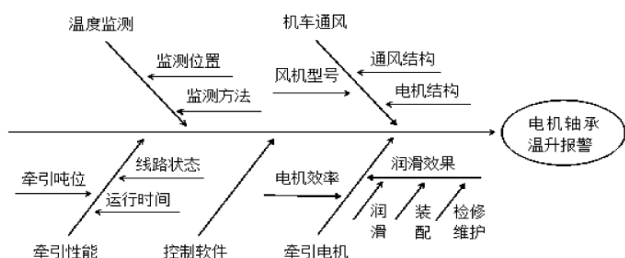 温度监测
机车通风
监测位置
通风结构
风机型号
监测方法
电机结构
电机轴承
温升报警
线路状态
润滑效果
牵引吨位
电机效率
运行时间
润滑
装配
检修
维护
牵引性能
控制软件
牵引电机